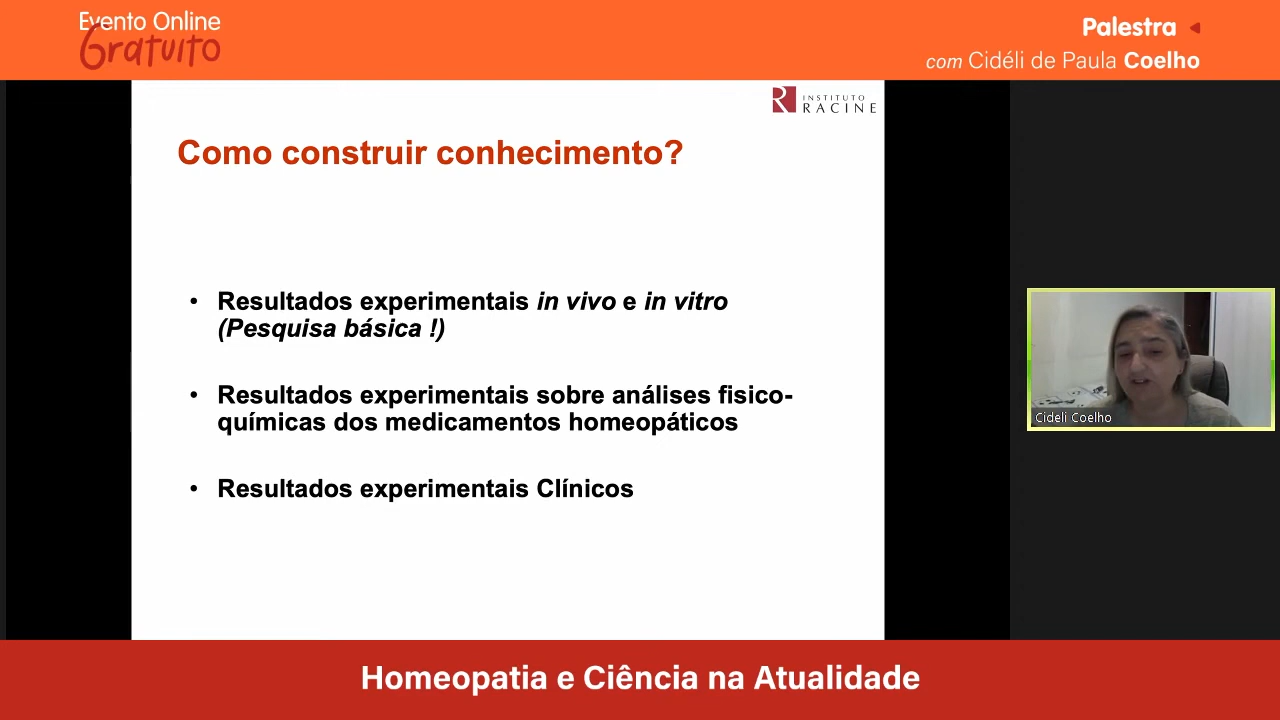 Evento Online
Gratuito
Palestra
com Cidéli de Paula Coelho
INSTITUTO
RACINE
Como construir conhecimento?
• Resultados experimentais in vivo e in vitro
(Pesquisa básica !)
• Resultados experimentais sobre análises fisico-
químicas dos medicamentos homeopáticos
• Resultados experimentais Clínicos
Cideli Coelho
Homeopatia e Ciência na Atualidade